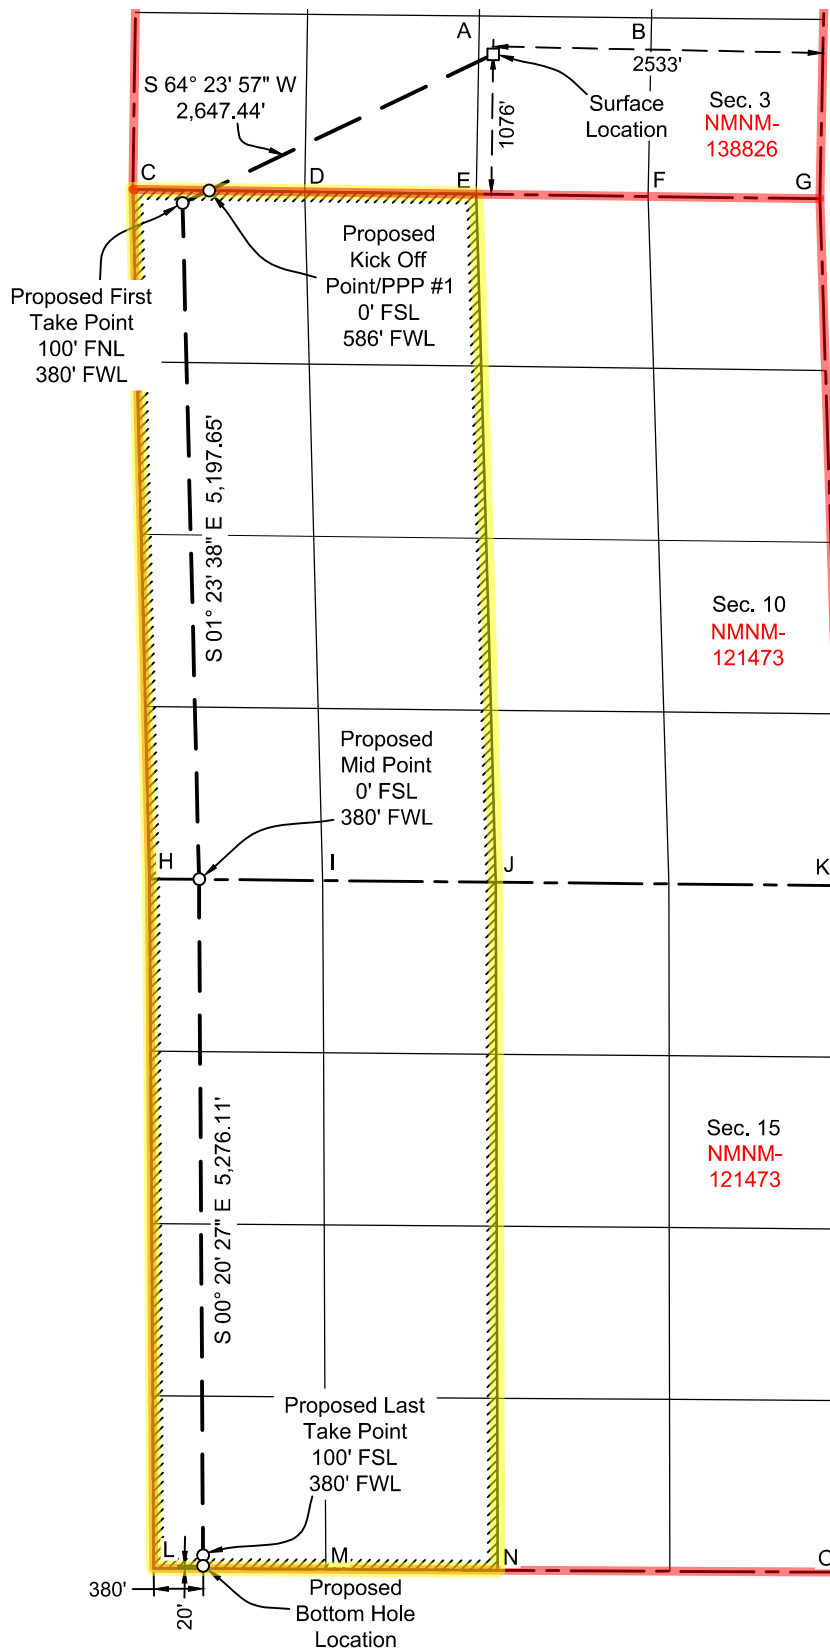 A
B
2533'
S 64° 23' 57" W
2,647.44'
1076'
Surface
Location
Sec. 3
NMNM-
138826
C
D
E
F
G
Proposed
Kick Off
Point/PPP #1
0' FSL
586' FWL
Proposed First
Take Point
100' FNL
380' FWL
S 01° 23' 38" E 5,197.65'
Sec. 10
NMNM-
121473
Proposed
Mid Point
0' FSL
380' FWL
H
I
J
K
S 00° 20' 27" E 5,276.11'
Sec. 15
NMNM-
121473
Proposed Last
Take Point
100' FSL
380' FWL
L
M
N
380'
20'
Proposed
Bottom Hole
Location